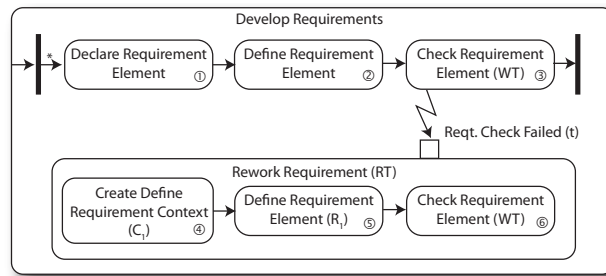 Develop Requirements
*
Declare Requirement
Element ①
Define Requirement
Element ②
Check Requirement
Element (WT) ③
Reqt. Check Failed (t)
Rework Requirement (RT)
Create Define
Requirement Context
(C₁) ④
Define Requirement
Element (R₁) ⑤
Check Requirement
Element (WT) ⑥